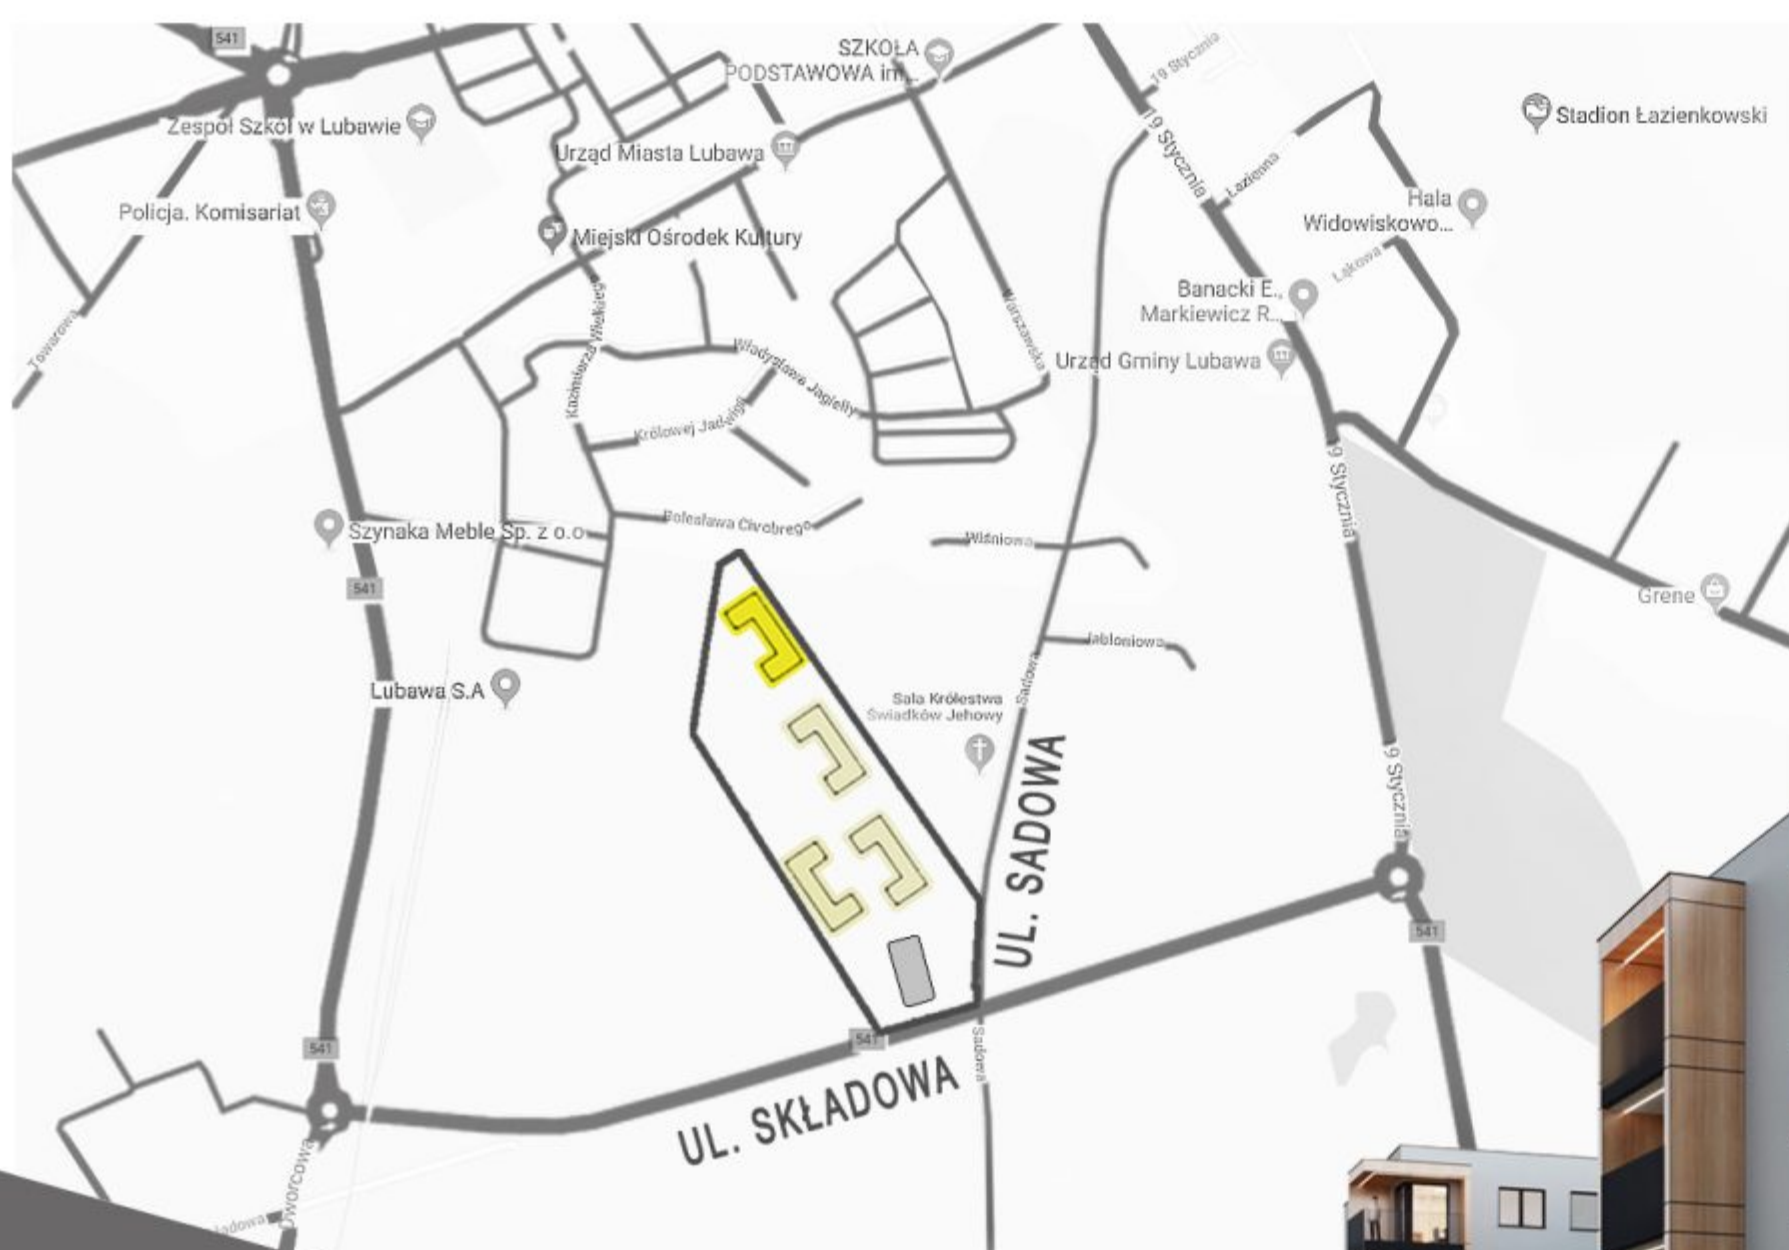 541
SZKOŁA
PODSTAWOWA im...
19 Stycznia
Zespół Szkół w Lubawie
Urząd Miasta Lubawa
19 Stycznia
Stadion Łazienkowski
Łazienna
Policja. Komisariat
Miejski Ośrodek Kultury
Hala
Widowiskowo...
Łąkowa
Banacki E.,
Markiewicz R...
Urząd Gminy Lubawa
Towarowa
Kazimierza Wielkiego
Warszawska
Władysława Jagiełły
Królowej Jadwigi
9 Stycznia
Szynaka Meble Sp. z o.o
Bolesława Chrobrego
Wiśniowa
541
Grene
Jabłoniowa
Sadowa
Lubawa S.A
Sala Królestwa
Świadków Jehowy
UL. SADOWA
9 Stycznia
541
541
541
Sadowa
UL. SKŁADOWA
Dworcowa
ładowa